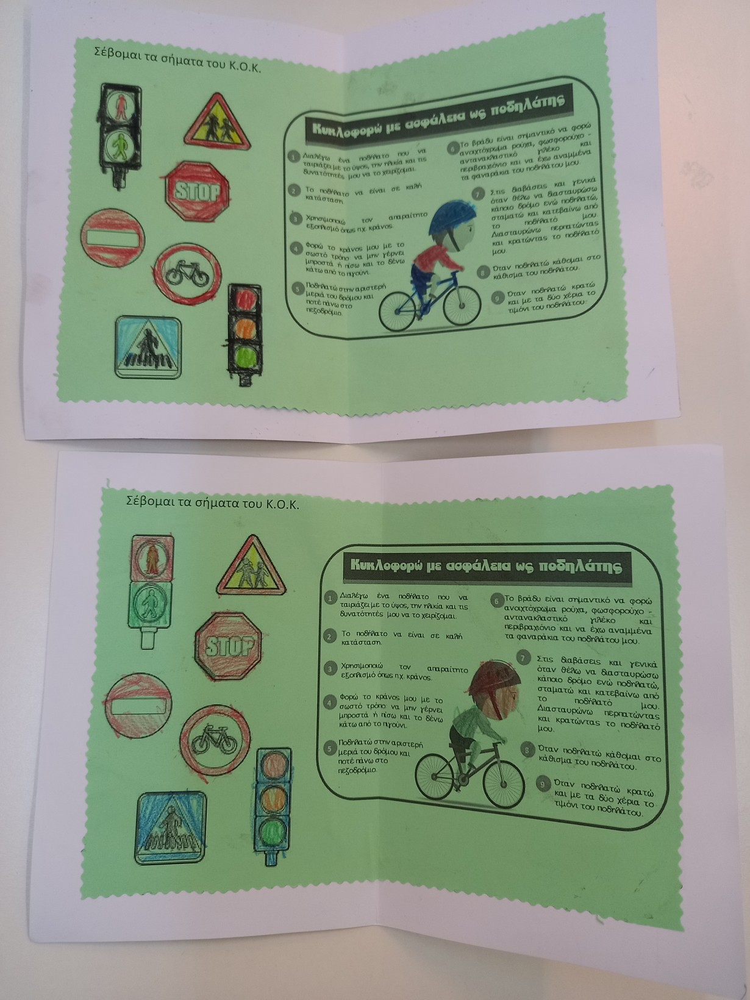 Σέβομαι τα σήματα του Κ.Ο.Κ.
STOP
Κυκλοφορώ με ασφάλεια ως ποδηλάτης
1 Διαλέγω ένα ποδήλατο που να
ταιριάζει με το ύψος, την ηλικία και τις
δυνατότητές μου να το χειρίζομαι.
2 Το ποδήλατο να είναι σε καλή
κατάσταση.
3 Χρησιμοποιώ τον απαραίτητο
εξοπλισμό όπως π.χ. κράνος.
4 Φορώ το κράνος μου με το
σωστό τρόπο να μην γέρνει
μπροστά ή πίσω και το δένω
κάτω από το πιγούνι.
5 Ποδηλατώ στην αριστερή
μεριά του δρόμου και
ποτέ πάνω στο
πεζοδρόμιο.
6 Το βράδυ είναι σημαντικό να φορώ
ανοιχτόχρωμα ρούχα, φωσφορούχο -
αντανακλαστικό γιλέκο και
περιβραχιόνιο και να έχω αναμμένα
τα φαναράκια του ποδηλάτου μου.
7 Στις διαβάσεις και γενικά
όταν θέλω να διασταυρώσω
κάποιο δρόμο ενώ ποδηλατώ,
σταματώ και κατεβαίνω από
το ποδήλατό μου.
Διασταυρώνω περπατώντας
και κρατώντας το ποδήλατό
μου.
8 Όταν ποδηλατώ κάθομαι στο
κάθισμα του ποδηλάτου.
9 Όταν ποδηλατώ κρατώ
και με τα δύο χέρια το
τιμόνι του ποδηλάτου.
Σέβομαι τα σήματα του Κ.Ο.Κ.
STOP
Κυκλοφορώ με ασφάλεια ως ποδηλάτης
1 Διαλέγω ένα ποδήλατο που να
ταιριάζει με το ύψος, την ηλικία και τις
δυνατότητές μου να το χειρίζομαι.
2 Το ποδήλατο να είναι σε καλή
κατάσταση.
3 Χρησιμοποιώ τον απαραίτητο
εξοπλισμό όπως π.χ. κράνος.
4 Φορώ το κράνος μου με το
σωστό τρόπο να μην γέρνει
μπροστά ή πίσω και το δένω
κάτω από το πιγούνι.
5 Ποδηλατώ στην αριστερή
μεριά του δρόμου και
ποτέ πάνω στο
πεζοδρόμιο.
6 Το βράδυ είναι σημαντικό να φορώ
ανοιχτόχρωμα ρούχα, φωσφορούχο -
αντανακλαστικό γιλέκο και
περιβραχιόνιο και να έχω αναμμένα
τα φαναράκια του ποδηλάτου μου.
7 Στις διαβάσεις και γενικά
όταν θέλω να διασταυρώσω
κάποιο δρόμο ενώ ποδηλατώ,
σταματώ και κατεβαίνω από
το ποδήλατό μου.
Διασταυρώνω περπατώντας
και κρατώντας το ποδήλατό
μου.
8 Όταν ποδηλατώ κάθομαι στο
κάθισμα του ποδηλάτου.
9 Όταν ποδηλατώ κρατώ
και με τα δύο χέρια το
τιμόνι του ποδηλάτου.